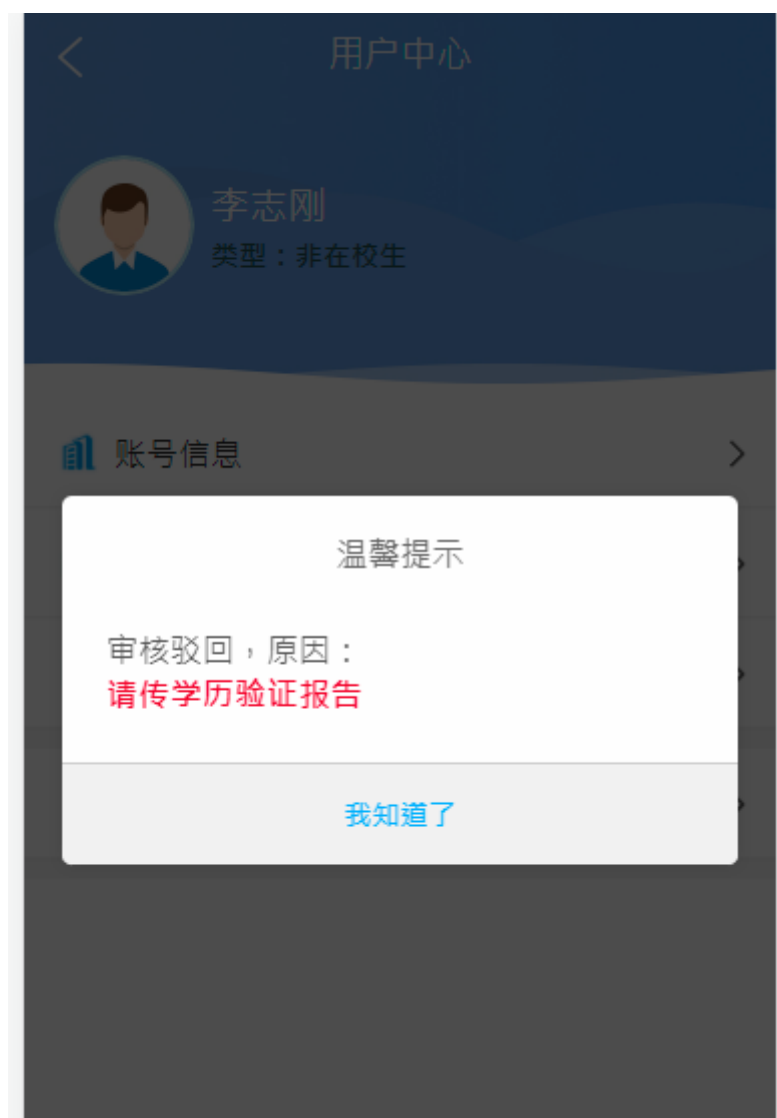 用户中心
李志刚
类型：非在校生
账号信息
温馨提示
审核驳回，原因：
请传学历验证报告
我知道了